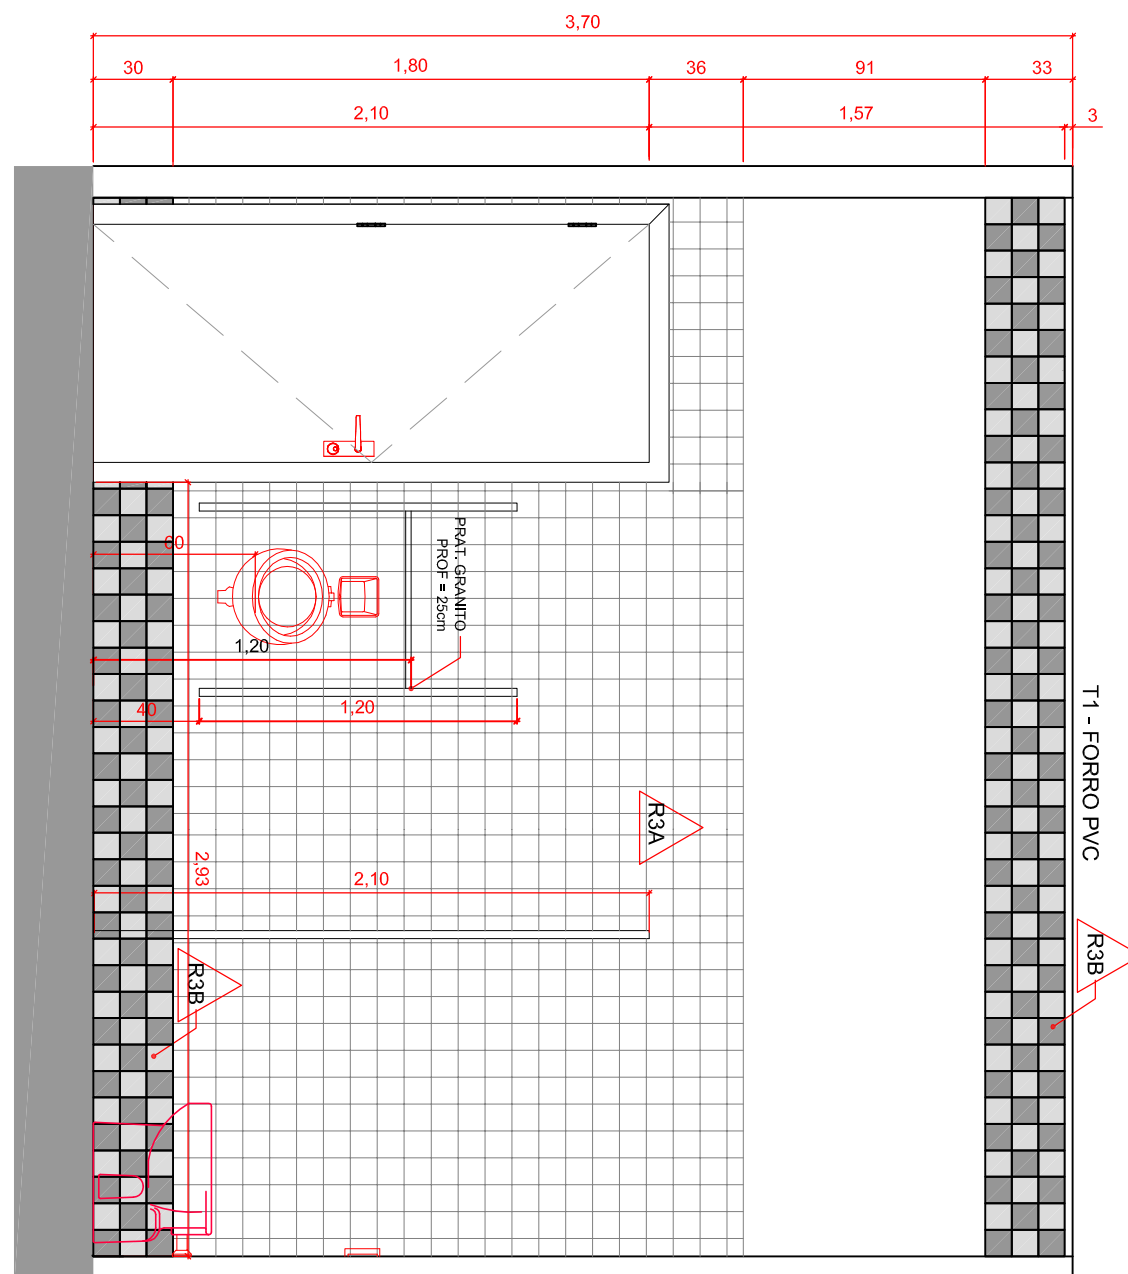 3,70
30 1,80 36 91 33
2,10 1,57 3
PRAT. GRANITO
PROF = 25cm
60
1,20
40 1,20
T1 - FORRO PVC
R3A
2,93
2,10
R3B
R3B